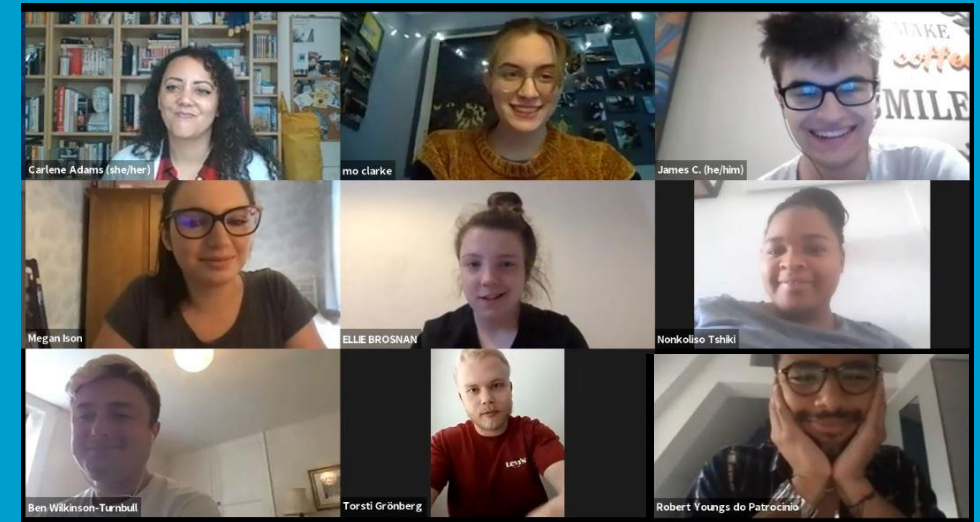 MAKE
coffee
SMILE
Carlene Adams (she/her)
mo clarke
James C. (he/him)
Megan Ison
ELLIE BROSNAN
Nonkoliso Tshiki
Levi's
Ben Wilkinson-Turnbull
Torsti Grönberg
Robert Youngs do Patrocinio